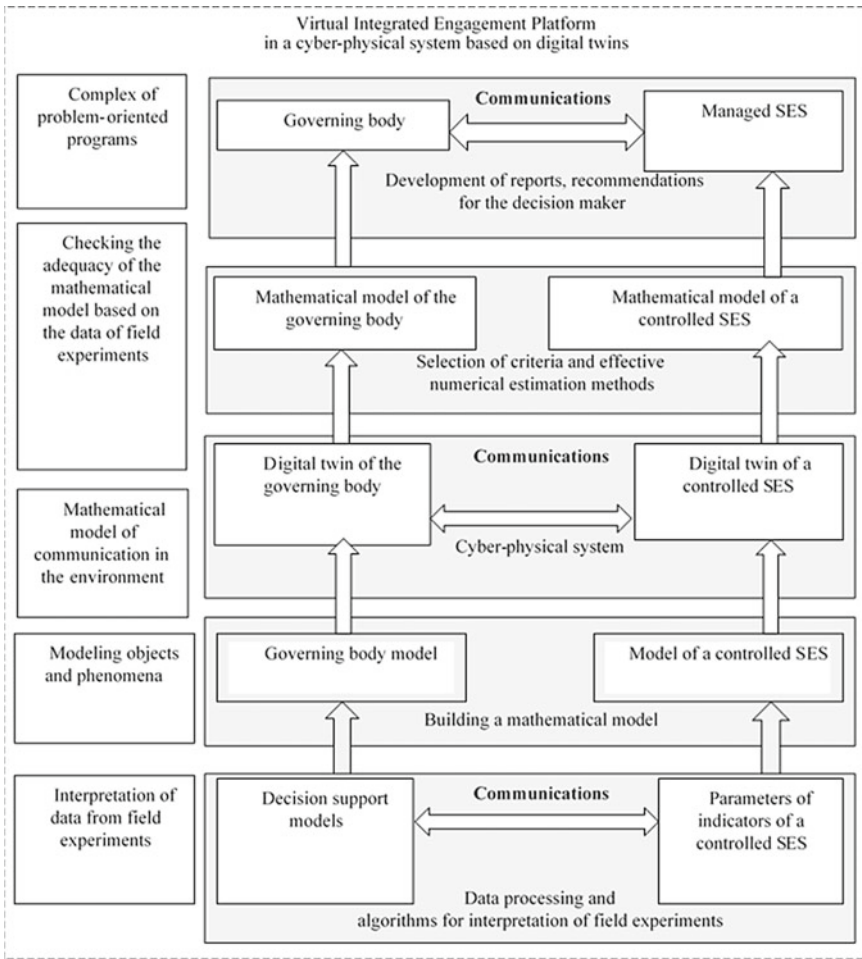 Virtual Integrated Engagement Platform
in a cyber-physical system based on digital twins
Complex of
problem-oriented
programs
Communications
Governing body
Managed SES
Development of reports, recommendations
for the decision maker
Checking the
adequacy of the
mathematical
model based on
the data of field
experiments
Mathematical model of the
governing body
Mathematical model of a
controlled SES
Selection of criteria and effective
numerical estimation methods
Digital twin of the
governing body
Communications
Digital twin of a
controlled SES
Cyber-physical system
Mathematical
model of
communication in
the environment
Modeling objects
and phenomena
Governing body model
Model of a controlled SES
Building a mathematical model
Interpretation of
data from field
experiments
Decision support
models
Communications
Parameters of
indicators of a
controlled SES
Data processing and
algorithms for interpretation of field experiments